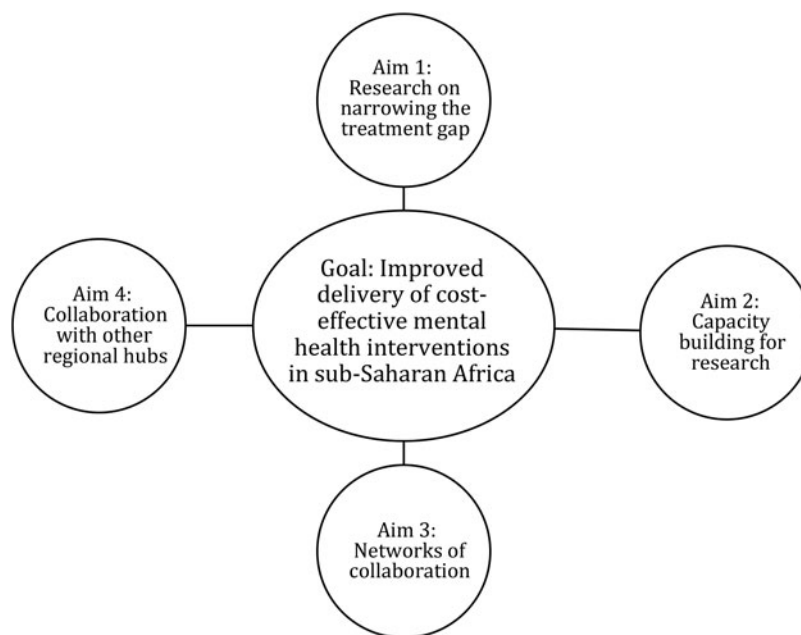 Aim 1:
Research on
narrowing the
treatment gap
Goal: Improved
delivery of cost-
effective mental
health interventions
in sub-Saharan Africa
Aim 4:
Collaboration
with other
regional hubs
Aim 2:
Capacity
building for
research
Aim 3:
Networks of
collaboration